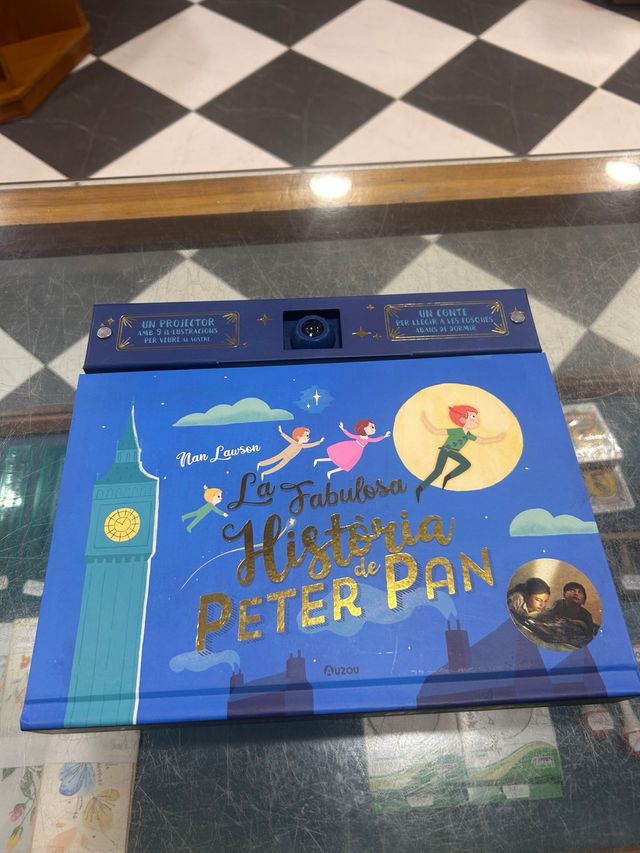 UN PROJECTOR
AMB 9 IL·LUSTRACIONS
PER VEURE AL SOSTRE
UN CONTE
PER LLEGIR A LES FOSQUES
ABANS DE DORMIR
Nan Lawson
La Fabulosa
Història
de
PETER PAN
AUZOU